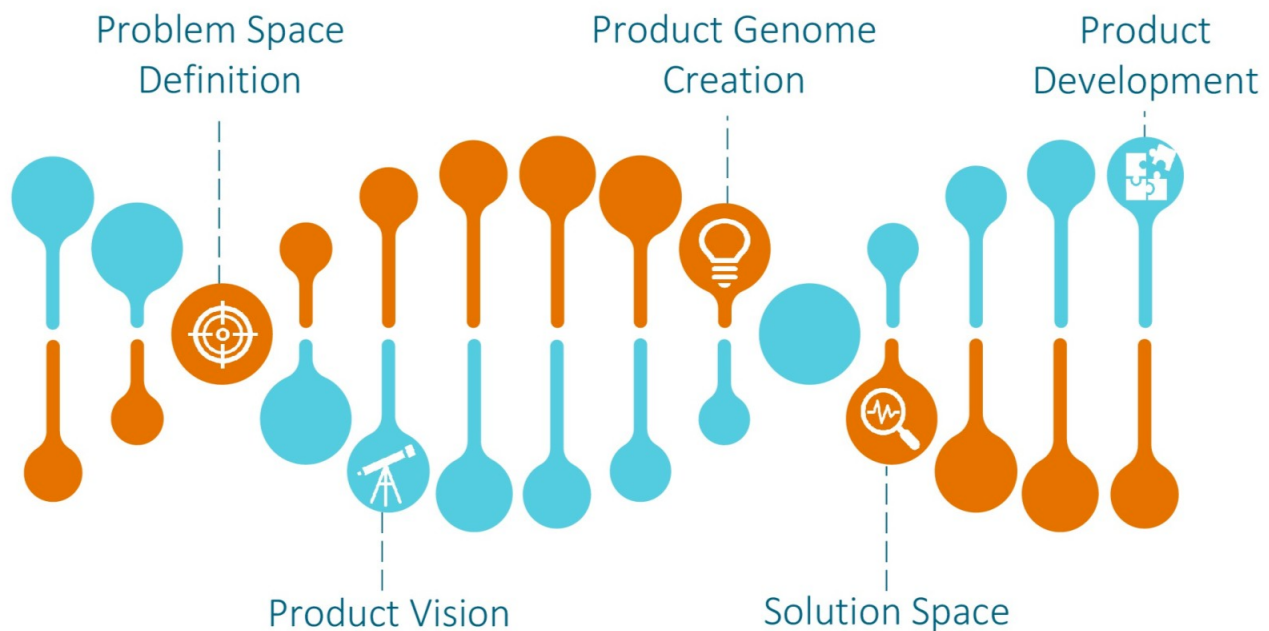 Problem Space
Definition
Product Genome
Creation
Product
Development
Product Vision
Solution Space